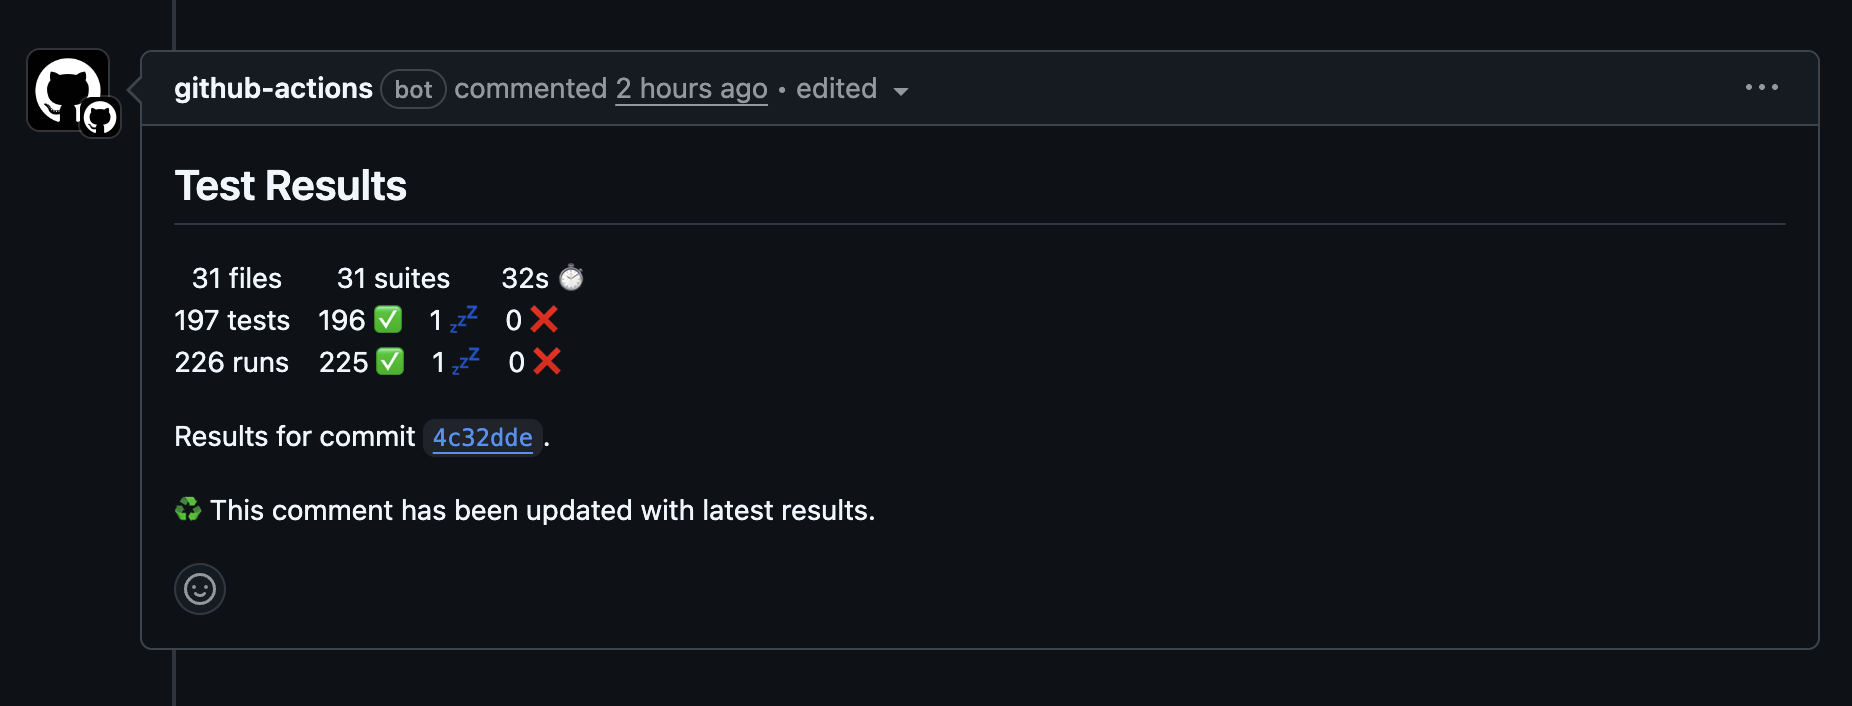 github-actions bot commented 2 hours ago • edited
Test Results
31 files 31 suites 32s ⏱️
197 tests 196 ✅ 1 💤 0 ❌
226 runs 225 ✅ 1 💤 0 ❌
Results for commit 4c32dde.
♻️ This comment has been updated with latest results.